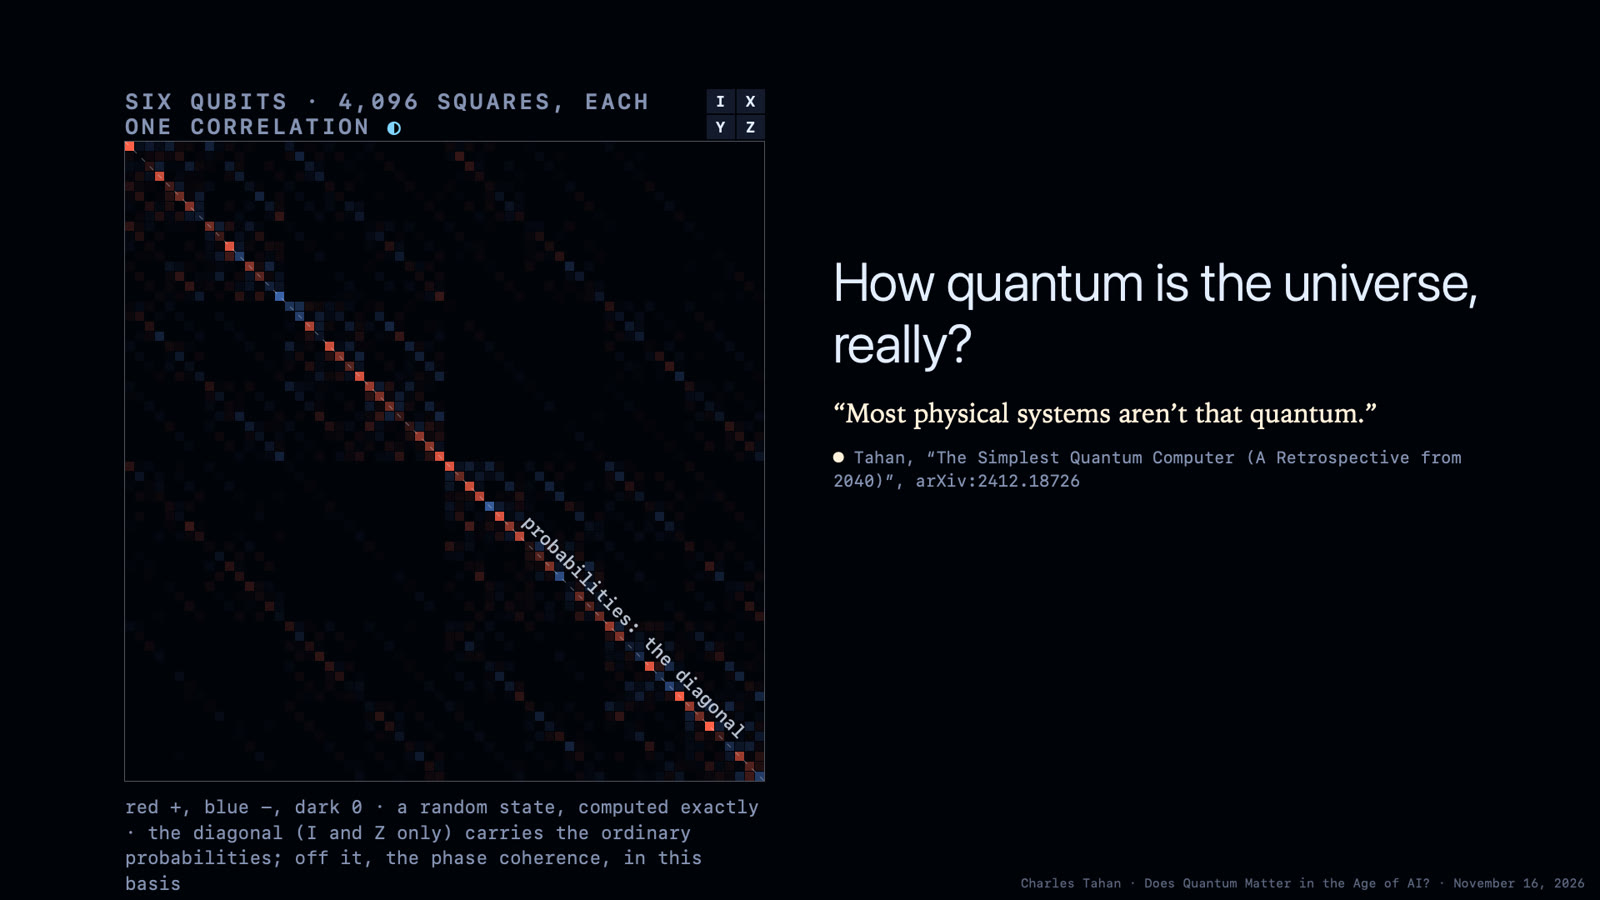 SIX QUBITS · 4,096 SQUARES, EACH
ONE CORRELATION ◐
I X
Y Z
probabilities: the diagonal
red +, blue −, dark 0 · a random state, computed exactly
· the diagonal (I and Z only) carries the ordinary
probabilities; off it, the phase coherence, in this
basis
How quantum is the universe,
really?
“Most physical systems aren’t that quantum.”
Tahan, “The Simplest Quantum Computer (A Retrospective from
2040)”, arXiv:2412.18726
Charles Tahan · Does Quantum Matter in the Age of AI? · November 16, 2026